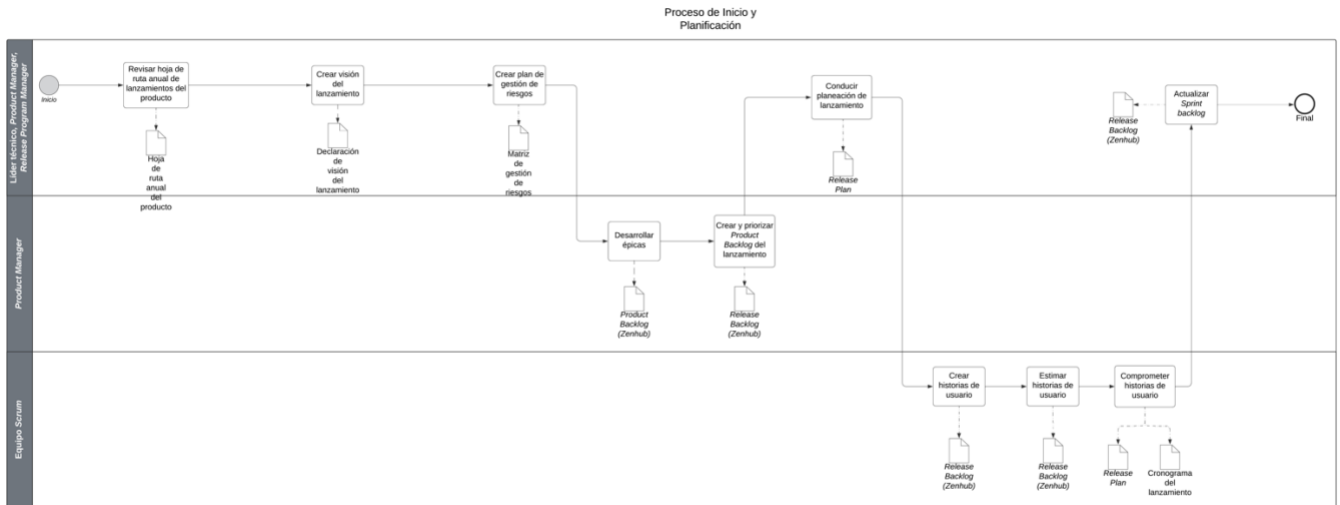 Proceso de Inicio y
Planificación
Líder técnico, Product Manager,
Release Program Manager
Inicio
Revisar hoja de
ruta anual de
lanzamientos del
producto
Hoja
de
ruta
anual
del
producto
Crear visión
del
lanzamiento
Declaración
de
visión
del
lanzamiento
Crear plan de
gestión de
riesgos
Matriz
de
gestión
de
riesgos
Conducir
planeación de
lanzamiento
Release
Plan
Release
Backlog
(Zenhub)
Actualizar
Sprint
backlog
Final
Product Manager
Desarrollar
épicas
Product
Backlog
(Zenhub)
Crear y priorizar
Product
Backlog del
lanzamiento
Release
Backlog
(Zenhub)
Equipo Scrum
Crear
historias de
usuario
Release
Backlog
(Zenhub)
Estimar
historias de
usuario
Release
Backlog
(Zenhub)
Comprometer
historias de
usuario
Release
Plan
Cronograma
del
lanzamiento